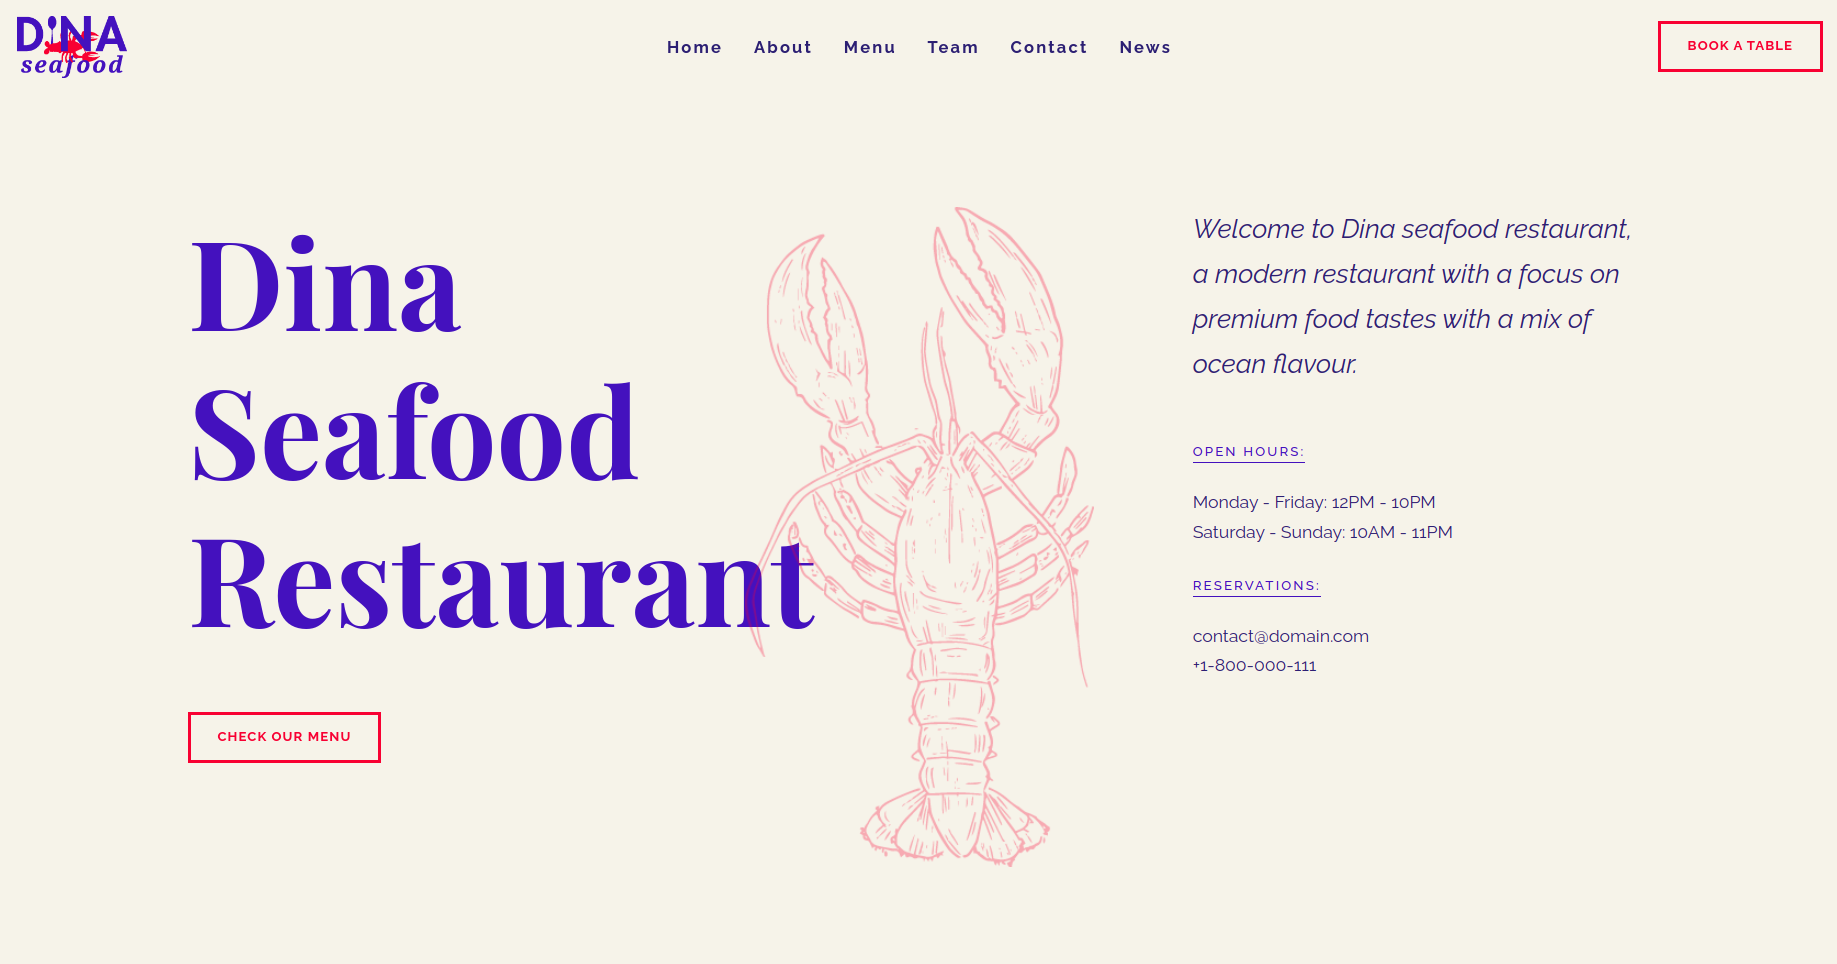 DINA
seafood
Home About Menu Team Contact News
BOOK A TABLE
Dina
Seafood
Restaurant
CHECK OUR MENU
Welcome to Dina seafood restaurant,
a modern restaurant with a focus on
premium food tastes with a mix of
ocean flavour.
OPEN HOURS:
Monday - Friday: 12PM - 10PM
Saturday - Sunday: 10AM - 11PM
RESERVATIONS:
contact@domain.com
+1-800-000-111